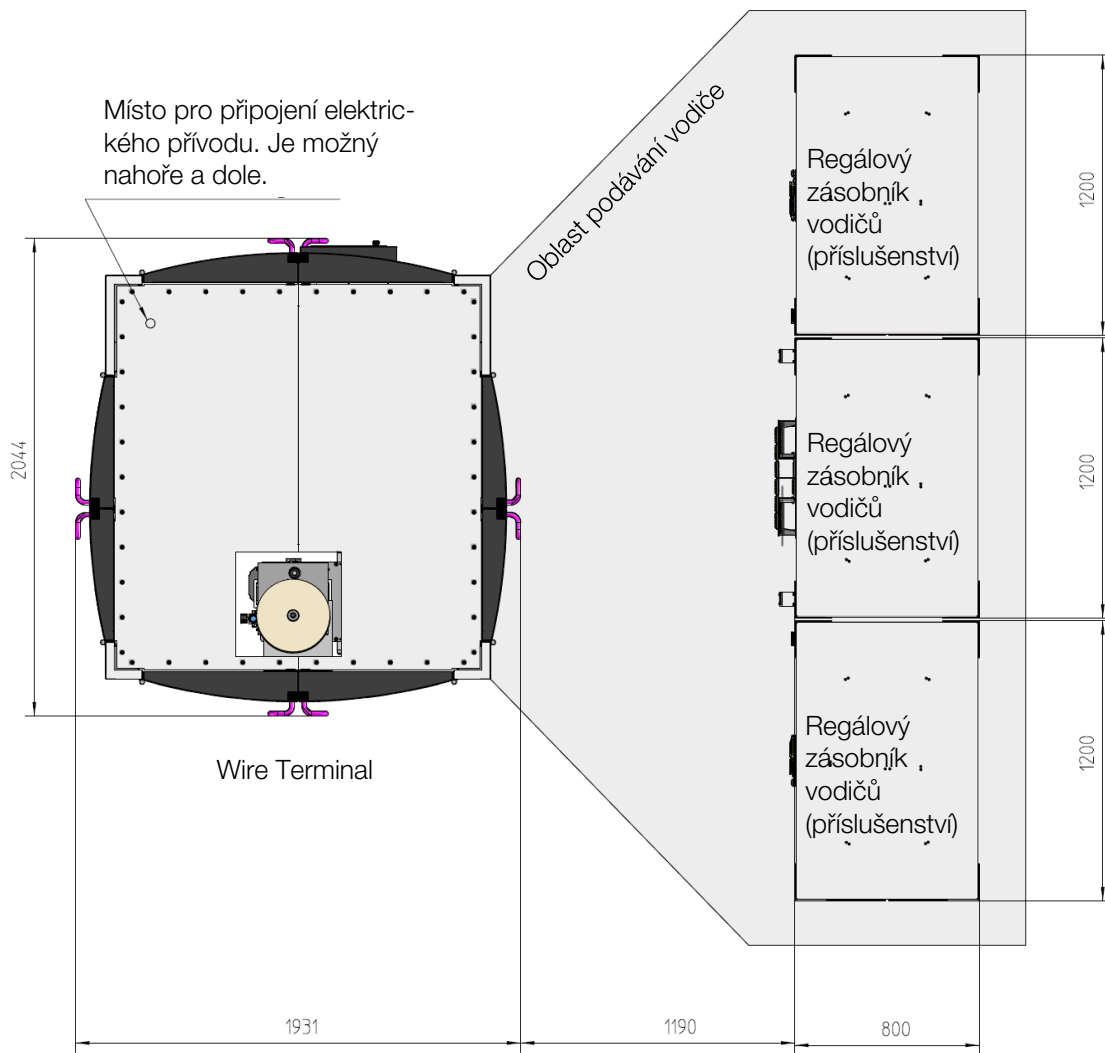 Místo pro připojení elektric-
kého přívodu. Je možný
nahoře a dole.
Oblast podávání vodiče
Regálový
zásobník
vodičů
(příslušenství)
1200
Regálový
zásobník
vodičů
(příslušenství)
1200
2044
Regálový
zásobník
vodičů
(příslušenství)
1200
Wire Terminal
1931
1190
800